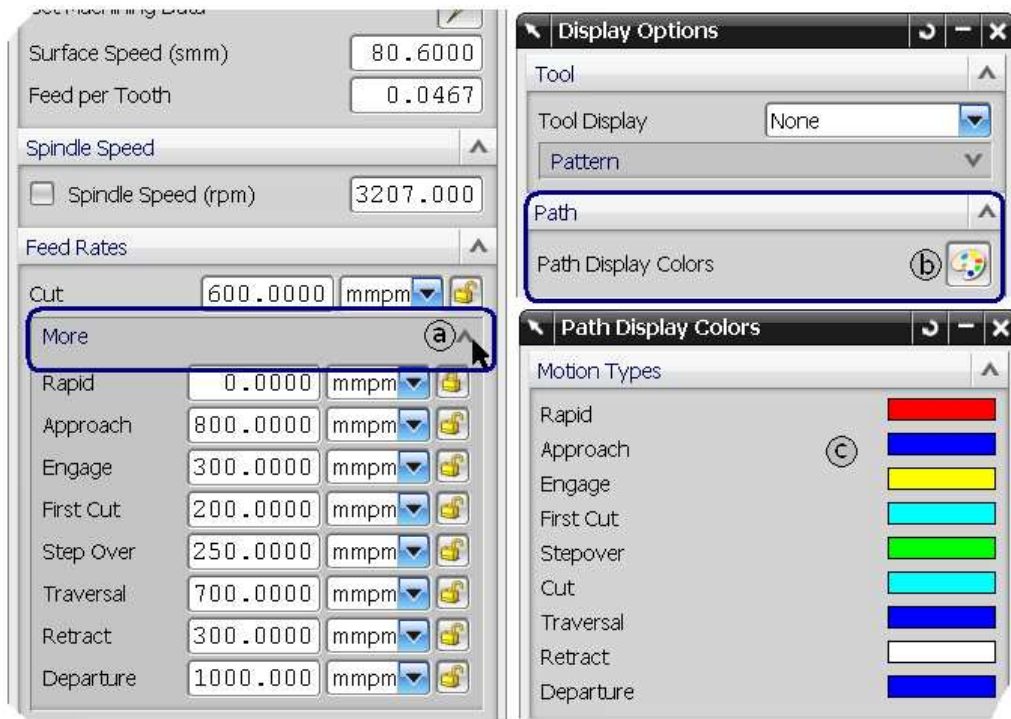 Set Machining Data
Surface Speed (smm) 80.6000
Feed per Tooth 0.0467
Spindle Speed
Spindle Speed (rpm) 3207.000
Feed Rates
Cut 600.0000 mmpm
More a
Rapid 0.0000 mmpm
Approach 800.0000 mmpm
Engage 300.0000 mmpm
First Cut 200.0000 mmpm
Step Over 250.0000 mmpm
Traversal 700.0000 mmpm
Retract 300.0000 mmpm
Departure 1000.000 mmpm
Display Options
Tool
Tool Display None
Pattern
Path
Path Display Colors b
Path Display Colors
Motion Types
Rapid
Approach c
Engage
First Cut
Stepover
Cut
Traversal
Retract
Departure